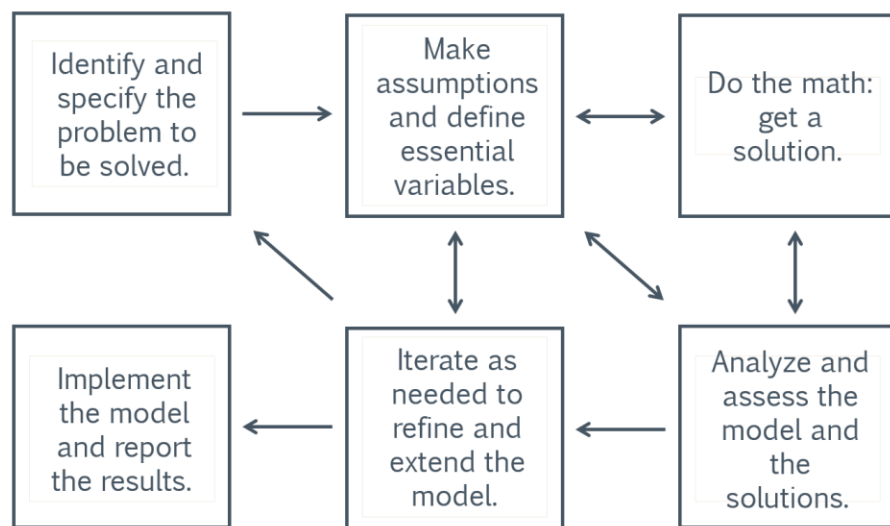 Identify and
specify the
problem to
be solved.
Make
assumptions
and define
essential
variables.
Do the math:
get a
solution.
Implement
the model
and report
the results.
Iterate as
needed to
refine and
extend the
model.
Analyze and
assess the
model and
the
solutions.